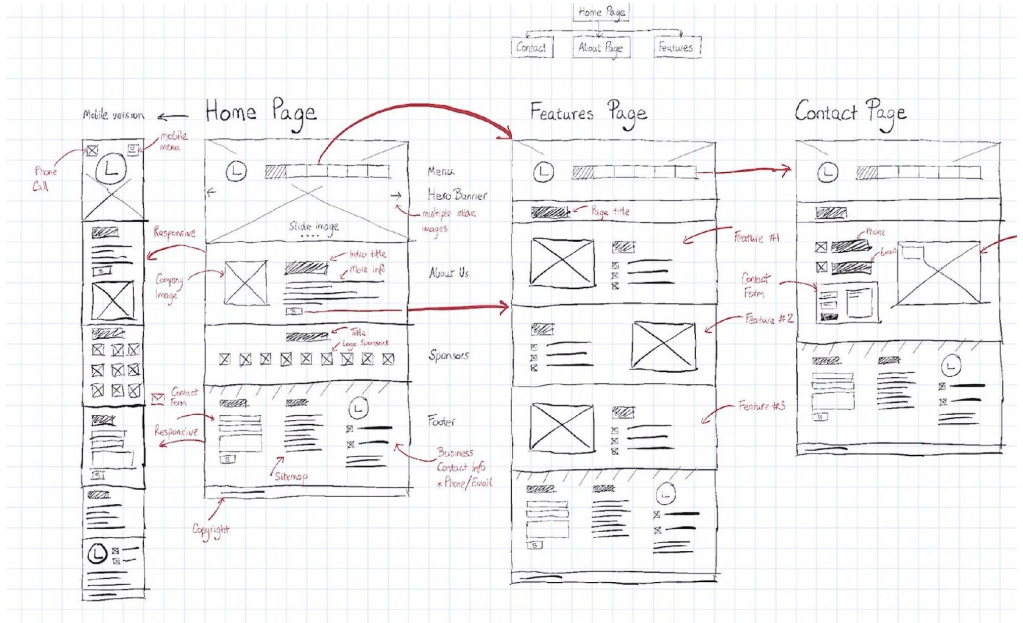 Home Page
Contact
About Page
Features
Mobile version
Home Page
Features Page
Contact Page
mobile
menu
Phone
Call
L
L
L
L
Menu
Hero Banner
multiple slide
images
Slide image
Page title
Responsive
Intro title
More info
Company
Image
About Us
Feature #1
Phone
Email
Contact
Form
Title
Logo Sponsors
Sponsors
Feature #2
Contact
Form
Responsive
L
L
L
Footer
Feature #3
Business
Contact Info
+ Phone/Email
Sitemap
Copyright
L
L